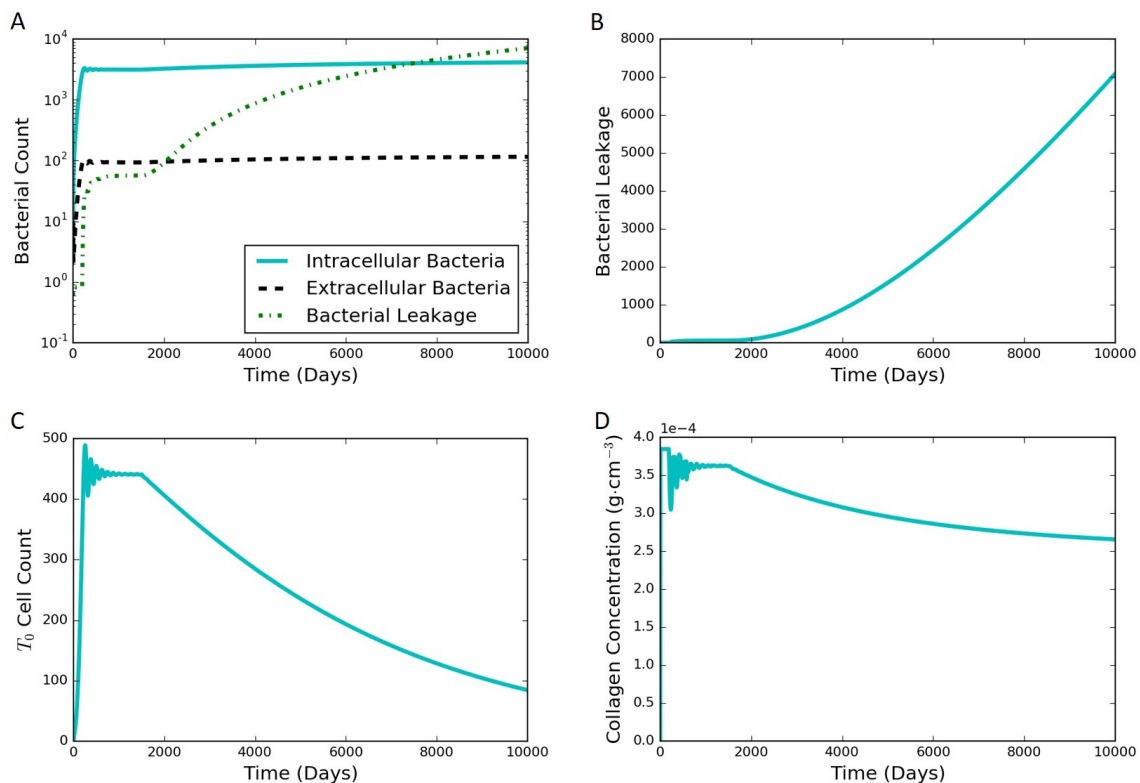 A
Bacterial Count
10^4
10^3
10^2
10^1
10^0
10^-1
Intracellular Bacteria
Extracellular Bacteria
Bacterial Leakage
0 2000 4000 6000 8000 10000
Time (Days)
B
Bacterial Leakage
8000
7000
6000
5000
4000
3000
2000
1000
0
0 2000 4000 6000 8000 10000
Time (Days)
C
T_0 Cell Count
500
400
300
200
100
0
0 2000 4000 6000 8000 10000
Time (Days)
D
Collagen Concentration (g·cm^-3)
1e-4
4.0
3.5
3.0
2.5
2.0
1.5
1.0
0.5
0.0
0 2000 4000 6000 8000 10000
Time (Days)